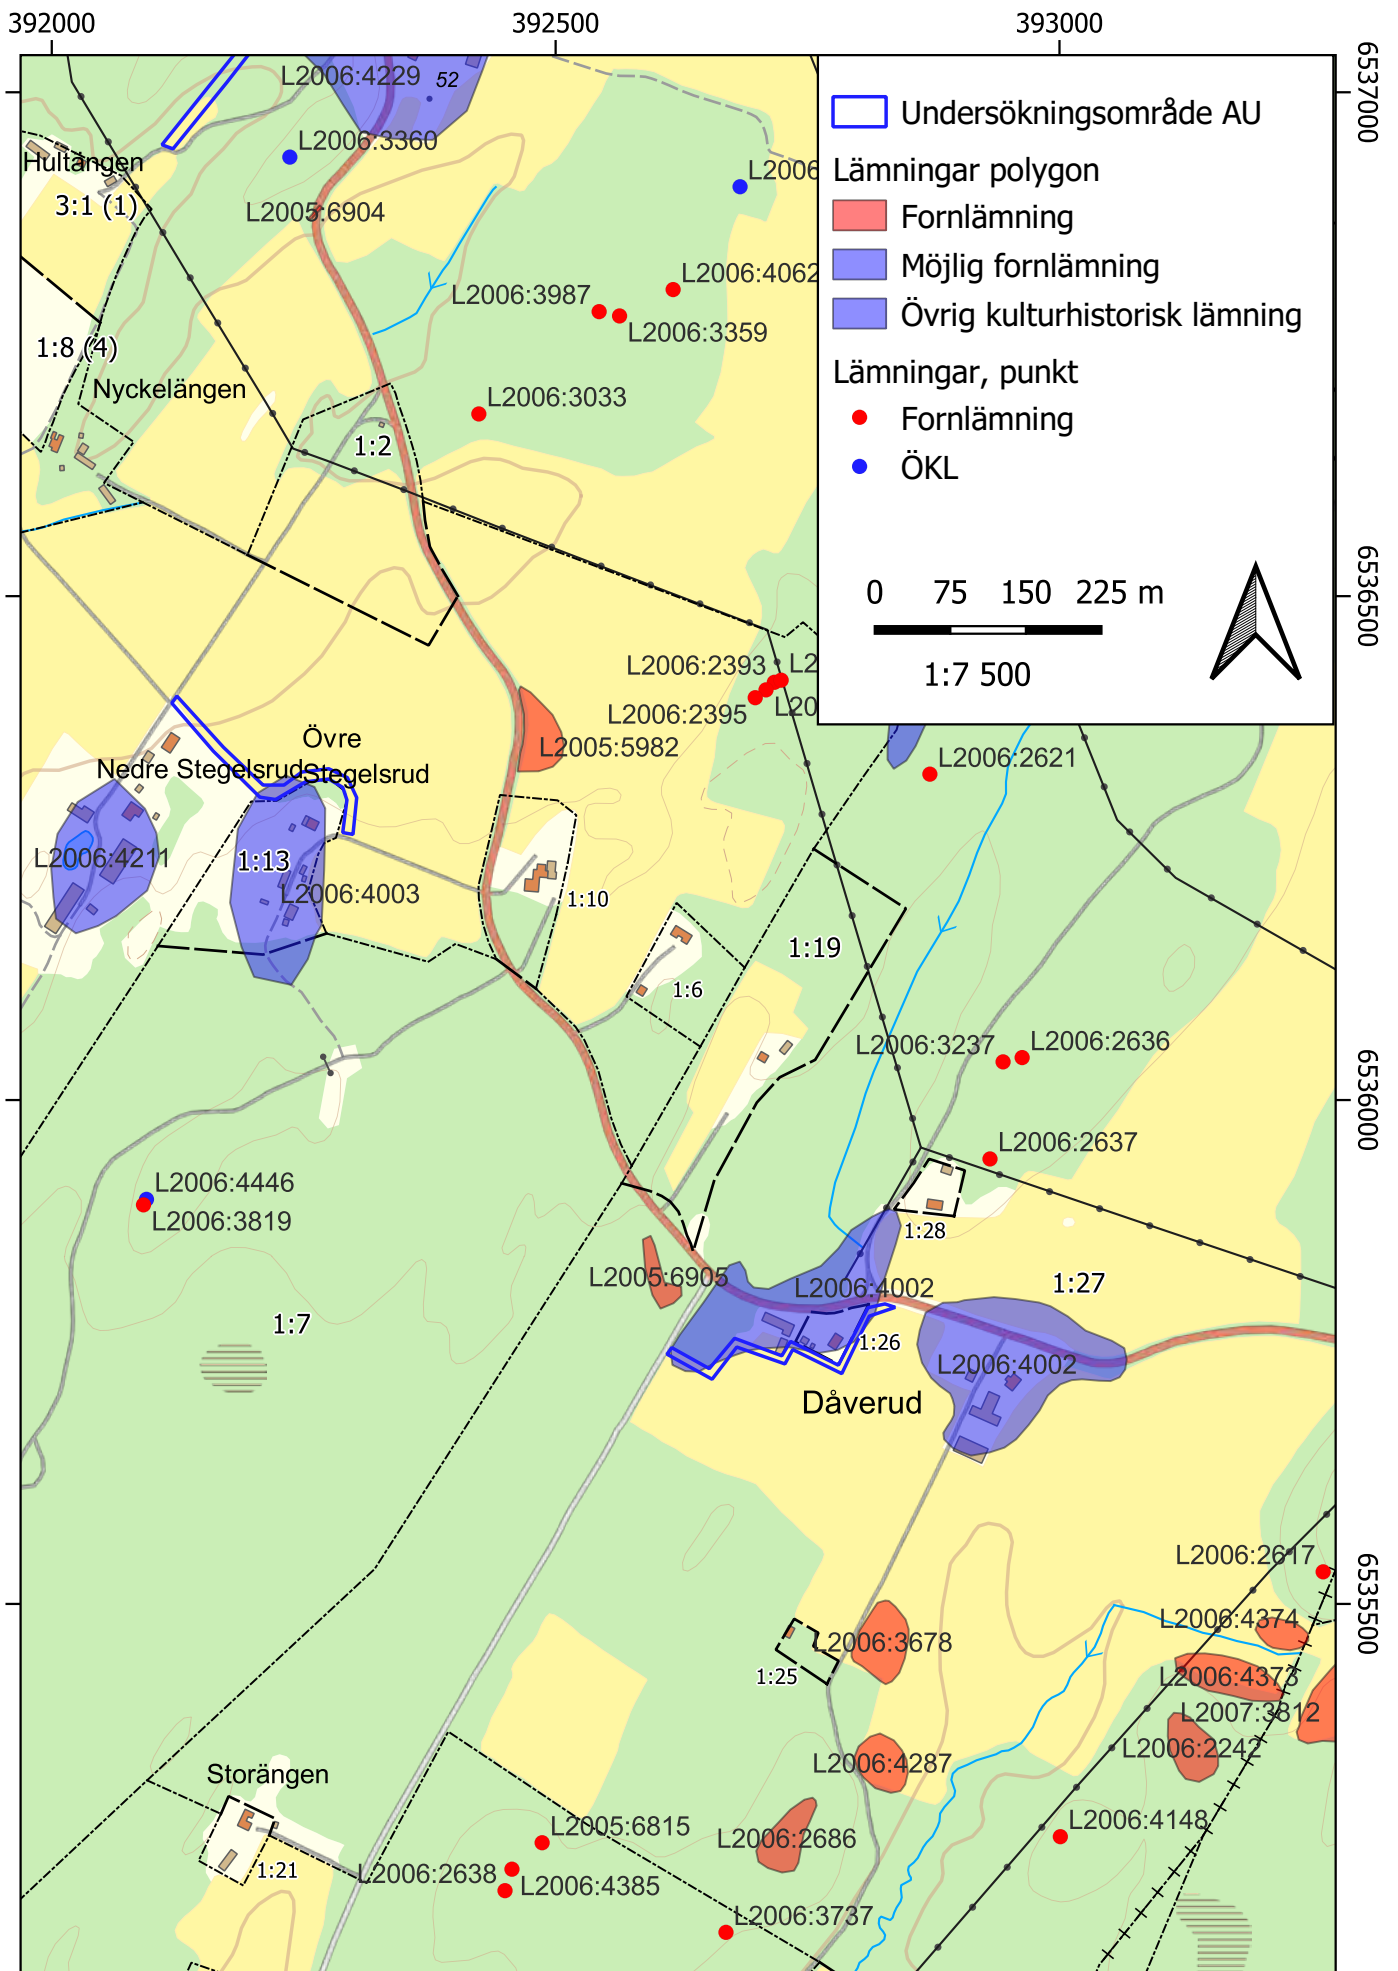 392000
392500
393000
L2006:4229
52
6537000
Undersökningsområde AU
L2006:3360
Hultängen
3:1 (1)
L2006
Lämningar polygon
L2005:6904
Fornlämning
Möjlig fornlämning
L2006:4062
L2006:3987
Övrig kulturhistorisk lämning
L2006:3359
1:8 (4)
Lämningar, punkt
Nyckelängen
L2006:3033
Fornlämning
1:2
ÖKL
0 75 150 225 m
6536500
1:7 500
L2006:2393
L2
L2006:2395
L20
Övre
Stegelsrud
L2005:5982
Nedre Stegelsrud
L2006:2621
L2006:4211
1:13
L2006:4003
1:10
1:19
1:6
L2006:3237
L2006:2636
6536000
L2006:2637
L2006:4446
L2006:3819
1:28
L2005:6905
L2006:4002
1:27
1:7
1:26
L2006:4002
Dåverud
L2006:2617
6535500
L2006:4374
L2006:3678
1:25
L2006:4373
L2007:3812
L2006:2242
L2006:4287
Storängen
L2005:6815
L2006:2686
L2006:4148
1:21
L2006:2638
L2006:4385
L2006:3737